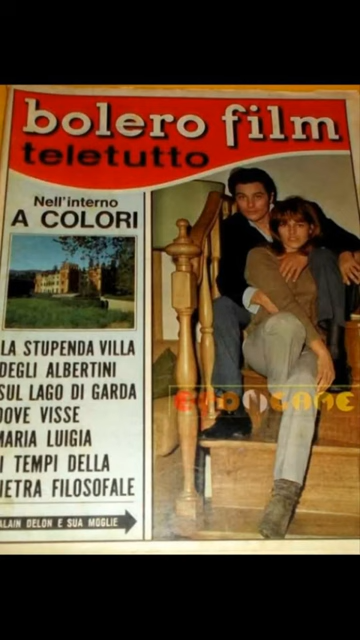 bolero film
teletutto
Nell'interno
A COLORI
LA STUPENDA VILLA
DEGLI ALBERTINI
SUL LAGO DI GARDA
DOVE VISSE
MARIA LUIGIA
I TEMPI DELLA
IETRA FILOSOFALE
ALAIN DELON E SUA MOGLIE